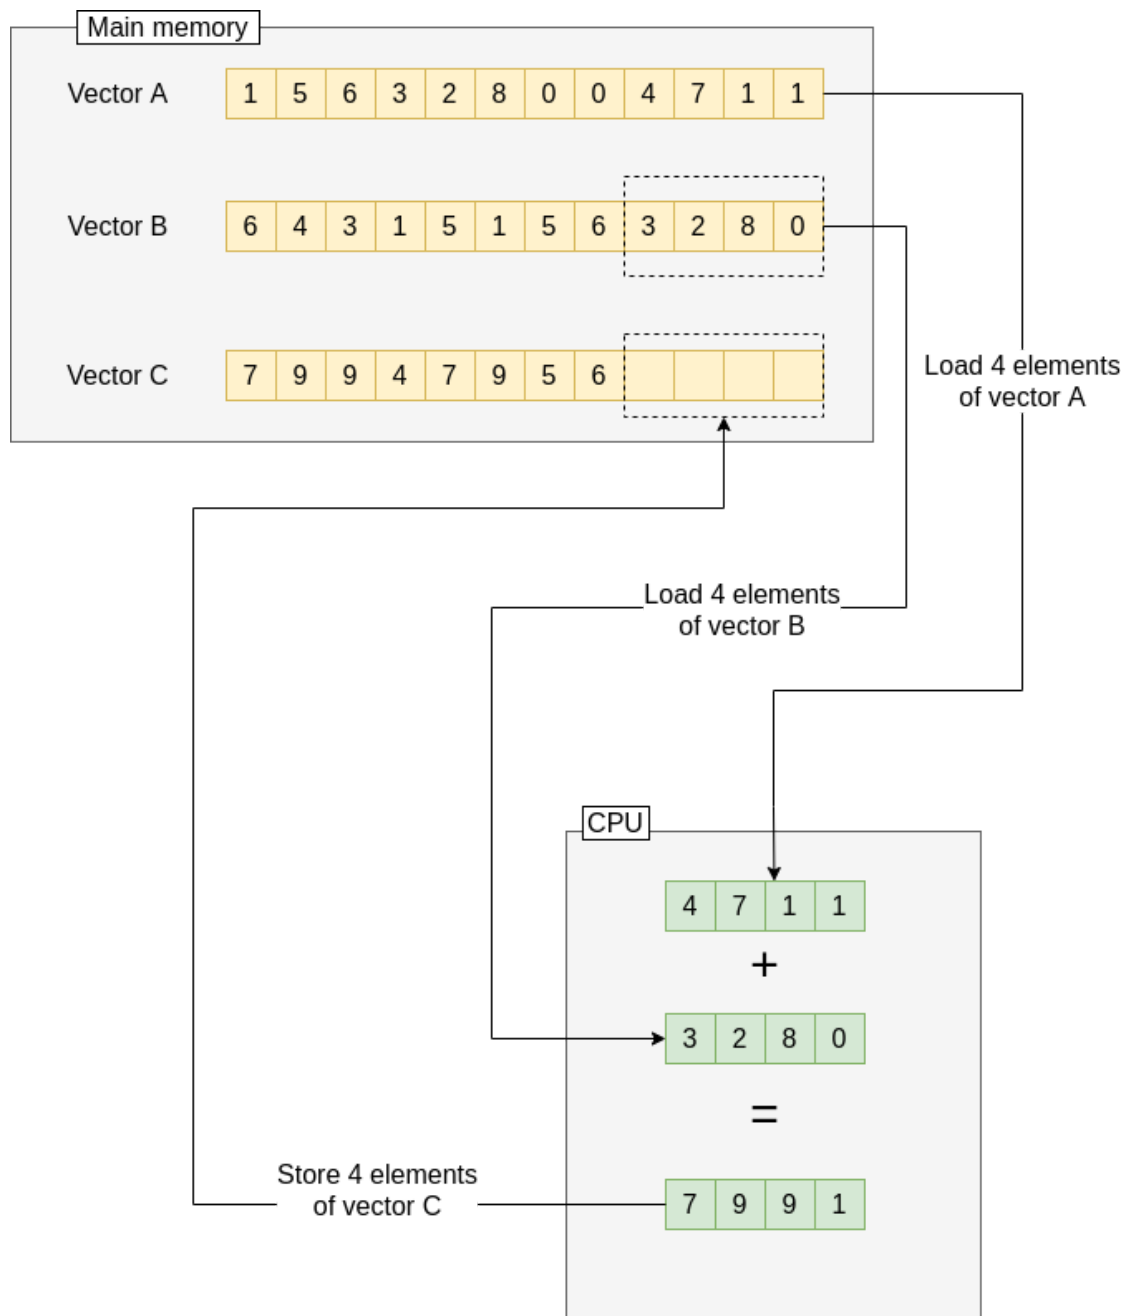 Main memory
Vector A 1 5 6 3 2 8 0 0 4 7 1 1
Vector B 6 4 3 1 5 1 5 6 3 2 8 0
Vector C 7 9 9 4 7 9 5 6
Load 4 elements
of vector A
Load 4 elements
of vector B
CPU
4 7 1 1
+
3 2 8 0
=
Store 4 elements
of vector C
7 9 9 1